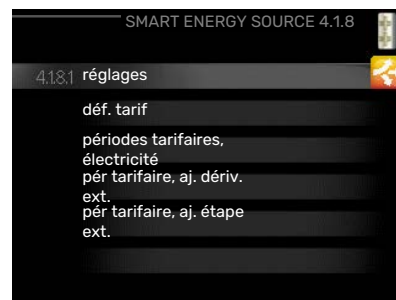 SMART ENERGY SOURCE 4.1.8
4.1.8.1 réglages
déf. tarif
périodes tarifaires,
électricité
pér tarifaire, aj. dériv.
ext.
pér tarifaire, aj. étape
ext.